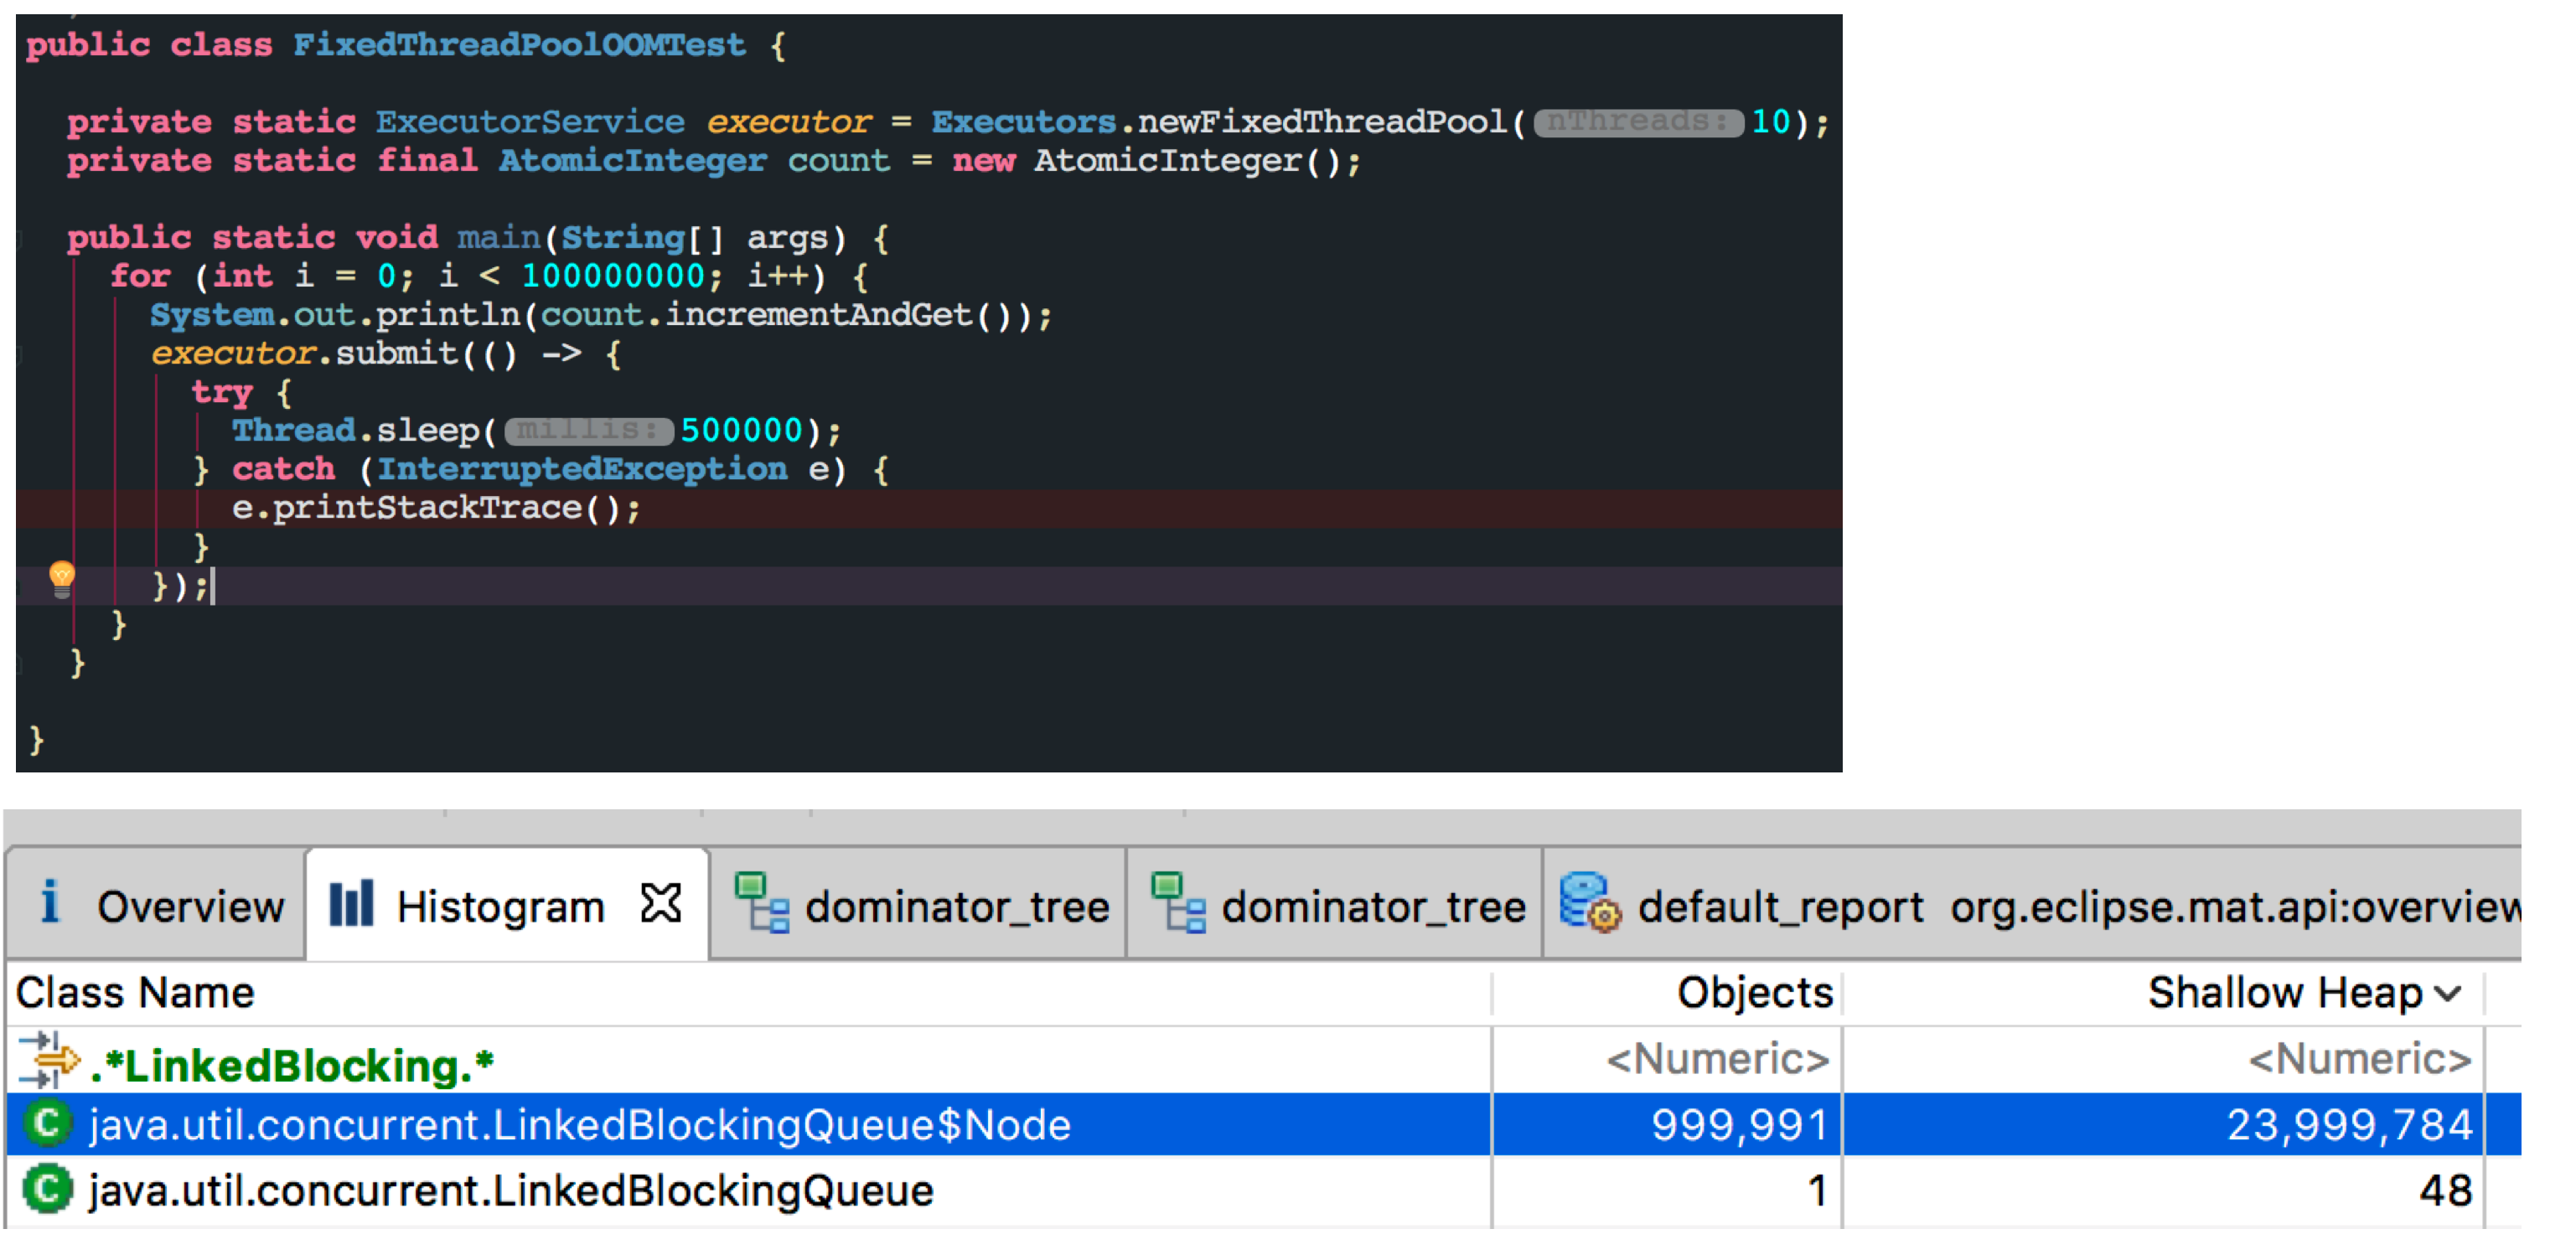 public class FixedThreadPoolOOMTest {
private static ExecutorService executor = Executors.newFixedThreadPool( nThreads: 10);
private static final AtomicInteger count = new AtomicInteger();
public static void main(String[] args) {
for (int i = 0; i < 100000000; i++) {
System.out.println(count.incrementAndGet());
executor.submit(() -> {
try {
Thread.sleep( millis: 500000);
} catch (InterruptedException e) {
e.printStackTrace();
}
});
}
}
}
i Overview Histogram dominator_tree dominator_tree default_report org.eclipse.mat.api:overview
Class Name Objects Shallow Heap
.*LinkedBlocking.* <Numeric> <Numeric>
C java.util.concurrent.LinkedBlockingQueue$Node 999,991 23,999,784
C java.util.concurrent.LinkedBlockingQueue 1 48